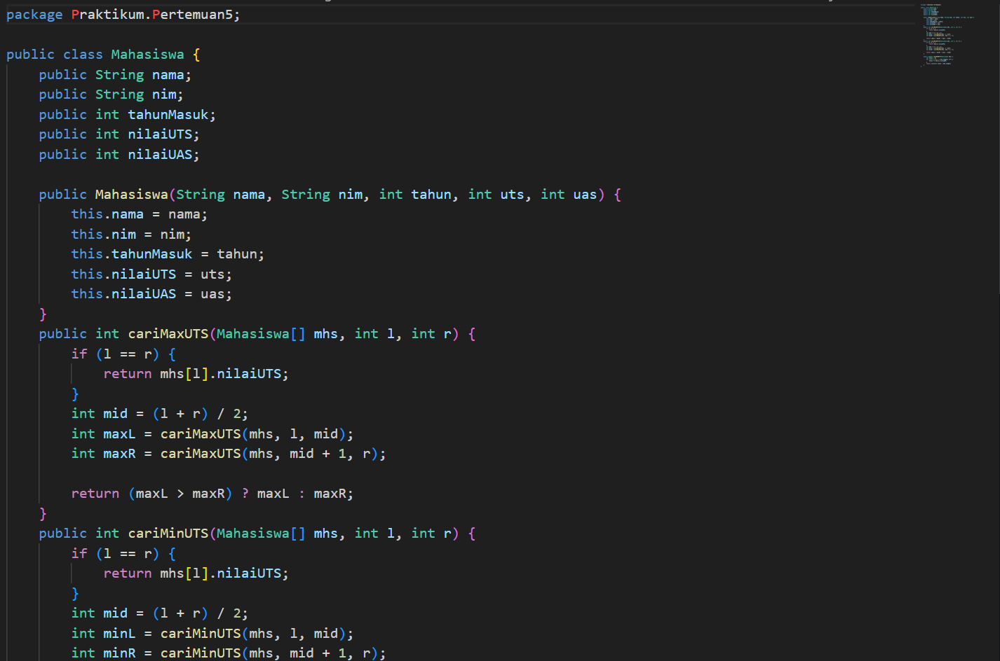 package Praktikum.Pertemuan5;
public class Mahasiswa {
public String nama;
public String nim;
public int tahunMasuk;
public int nilaiUTS;
public int nilaiUAS;
public Mahasiswa(String nama, String nim, int tahun, int uts, int uas) {
this.nama = nama;
this.nim = nim;
this.tahunMasuk = tahun;
this.nilaiUTS = uts;
this.nilaiUAS = uas;
}
public int cariMaxUTS(Mahasiswa[] mhs, int l, int r) {
if (l == r) {
return mhs[l].nilaiUTS;
}
int mid = (l + r) / 2;
int maxL = cariMaxUTS(mhs, l, mid);
int maxR = cariMaxUTS(mhs, mid + 1, r);
return (maxL > maxR) ? maxL : maxR;
}
public int cariMinUTS(Mahasiswa[] mhs, int l, int r) {
if (l == r) {
return mhs[l].nilaiUTS;
}
int mid = (l + r) / 2;
int minL = cariMinUTS(mhs, l, mid);
int minR = cariMinUTS(mhs, mid + 1, r);